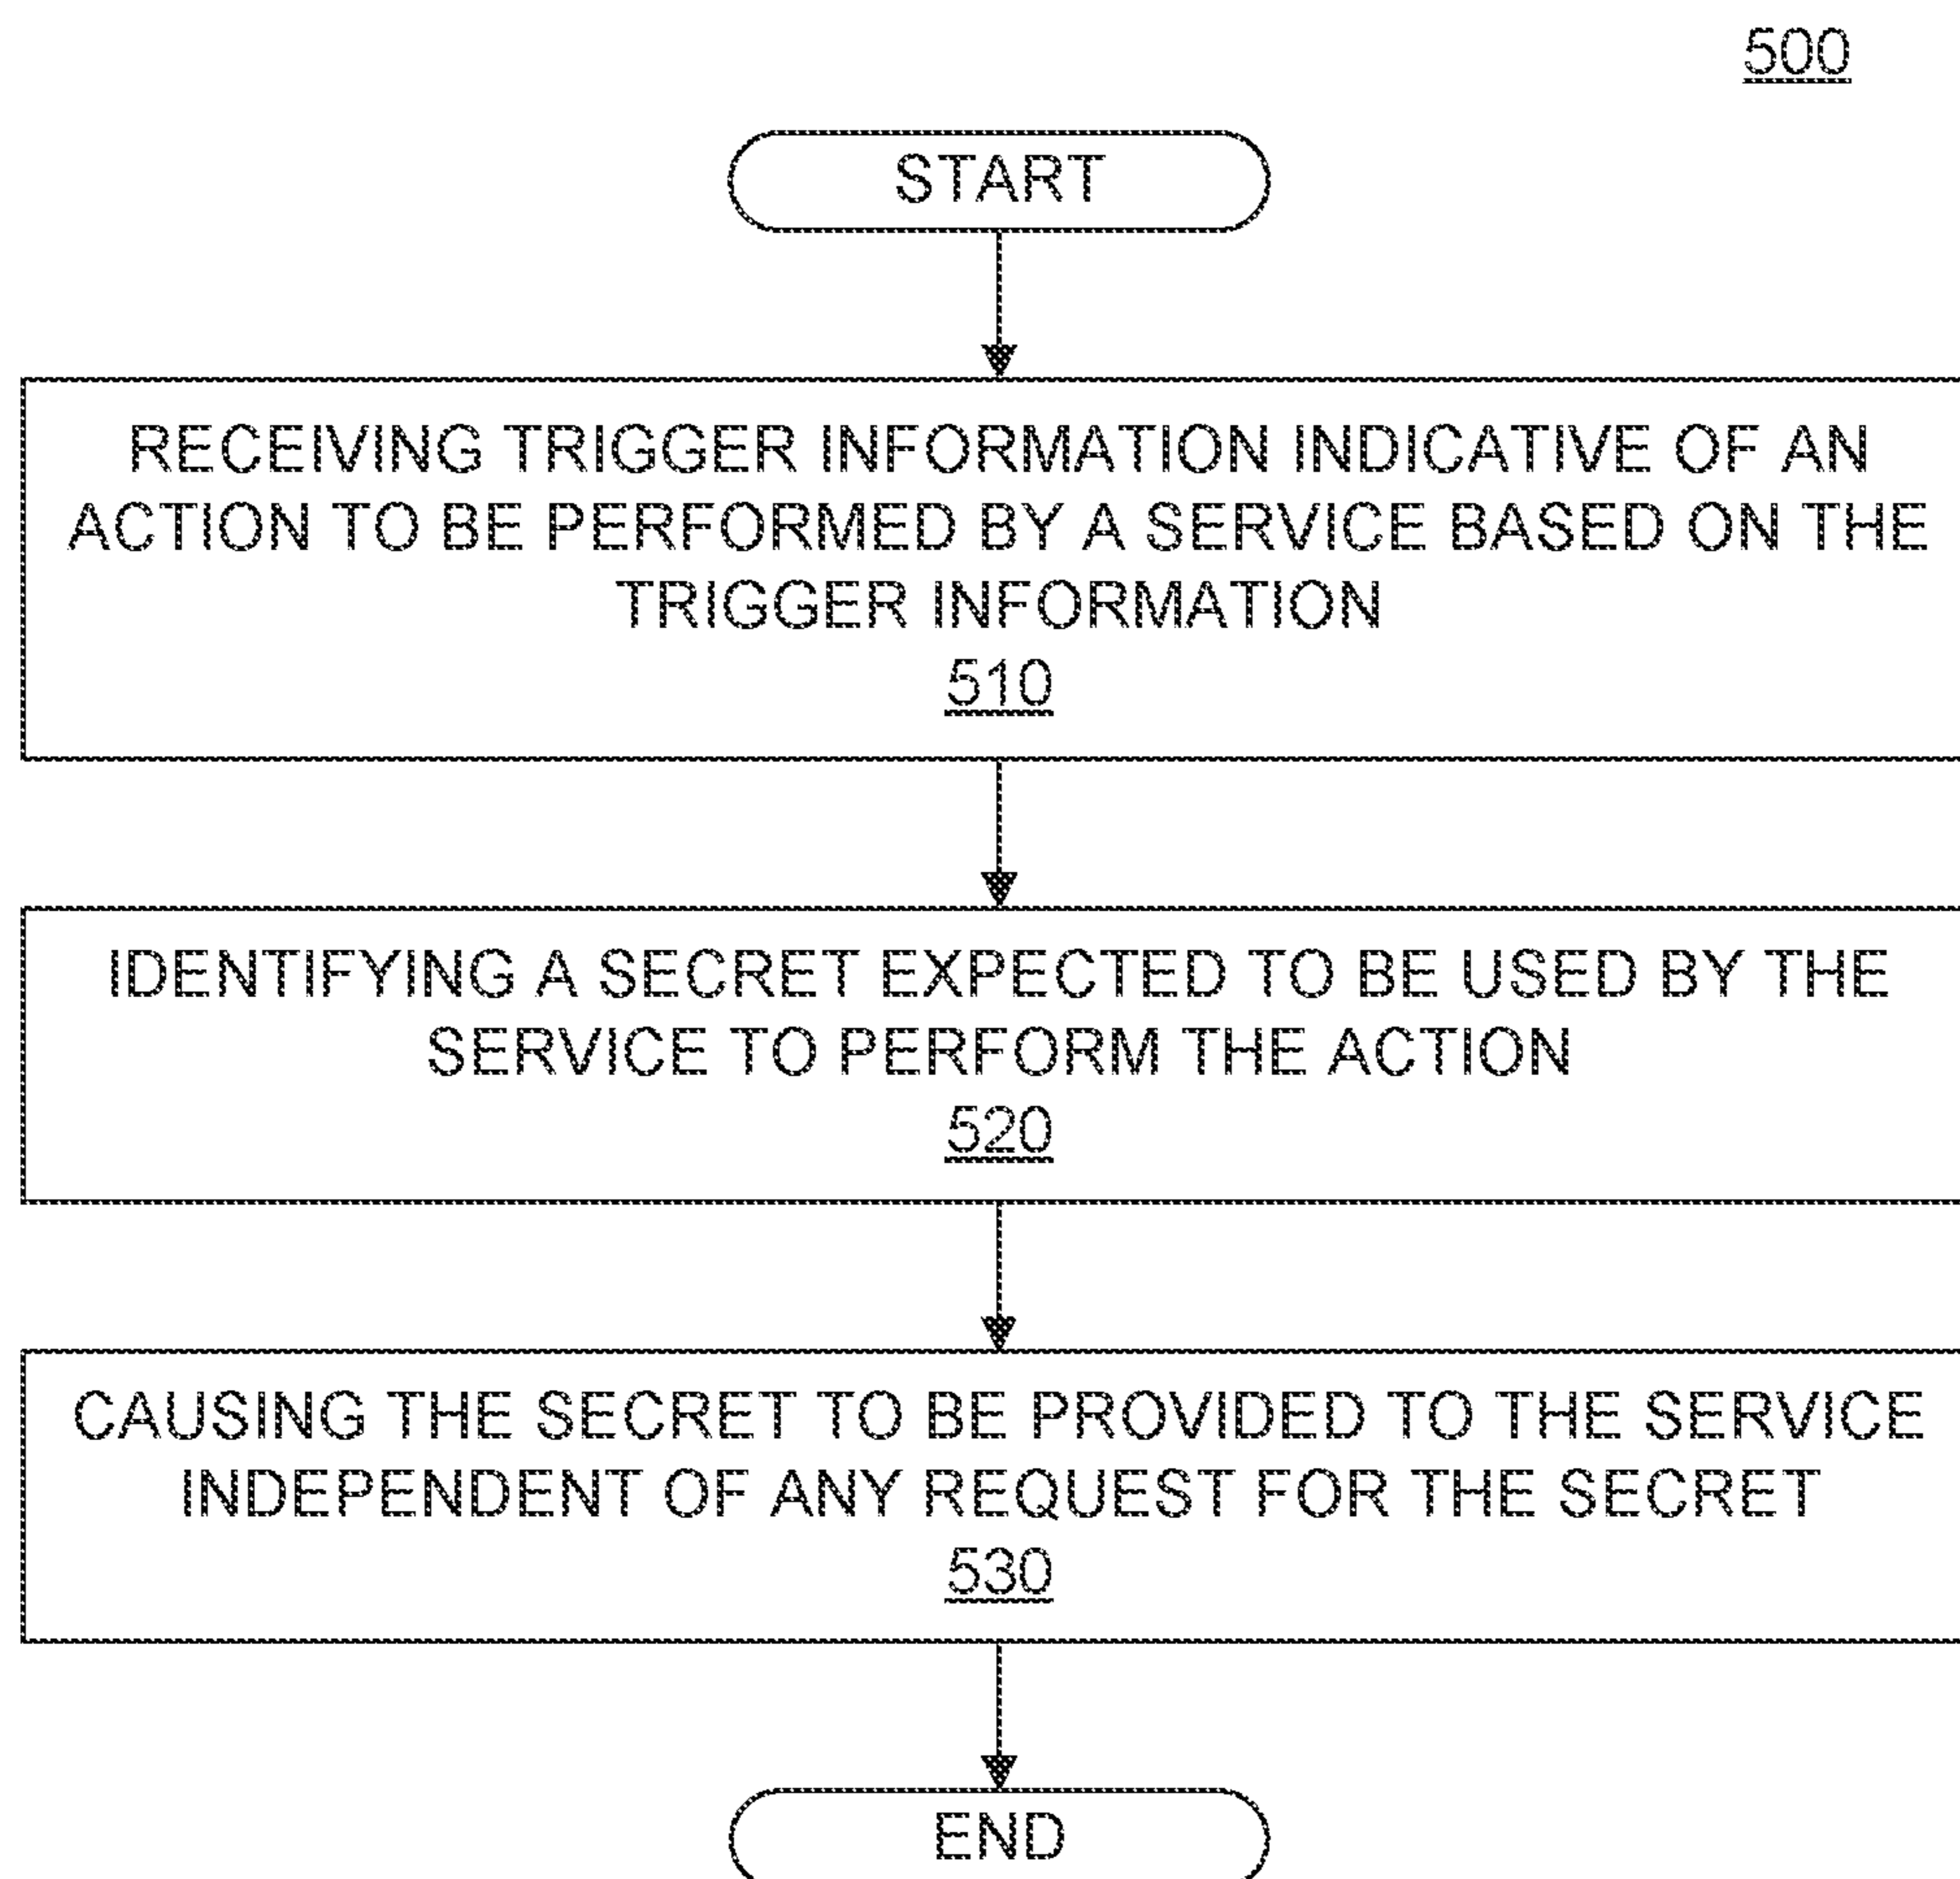 500
START
RECEIVING TRIGGER INFORMATION INDICATIVE OF AN
ACTION TO BE PERFORMED BY A SERVICE BASED ON THE
TRIGGER INFORMATION
510
IDENTIFYING A SECRET EXPECTED TO BE USED BY THE
SERVICE TO PERFORM THE ACTION
520
CAUSING THE SECRET TO BE PROVIDED TO THE SERVICE
INDEPENDENT OF ANY REQUEST FOR THE SECRET
530
END